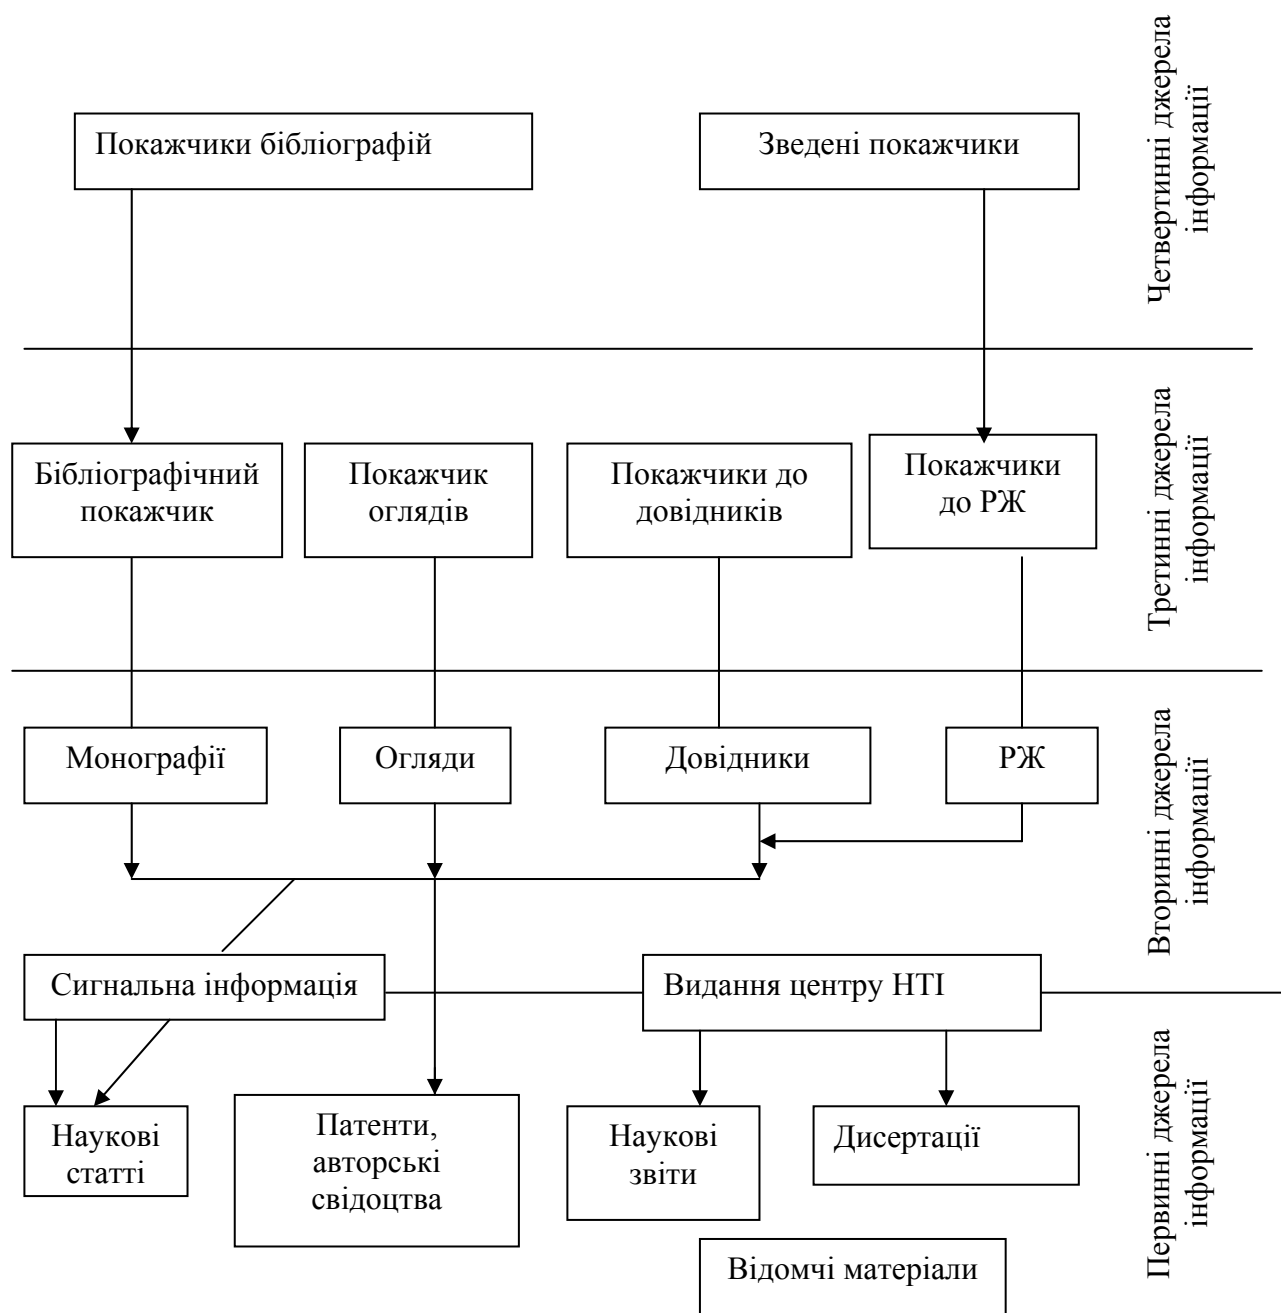 Покажчики бібліографій
Зведені покажчики
Четвертинні джерела
інформації
Бібліографічний
покажчик
Покажчик
оглядів
Покажчики до
довідників
Покажчики
до РЖ
Третинні джерела
інформації
Монографії
Огляди
Довідники
РЖ
Вторинні джерела
інформації
Сигнальна інформація
Видання центру НТІ
Наукові
статті
Патенти,
авторські
свідоцтва
Наукові
звіти
Дисертації
Відомчі матеріали
Первинні джерела
інформації